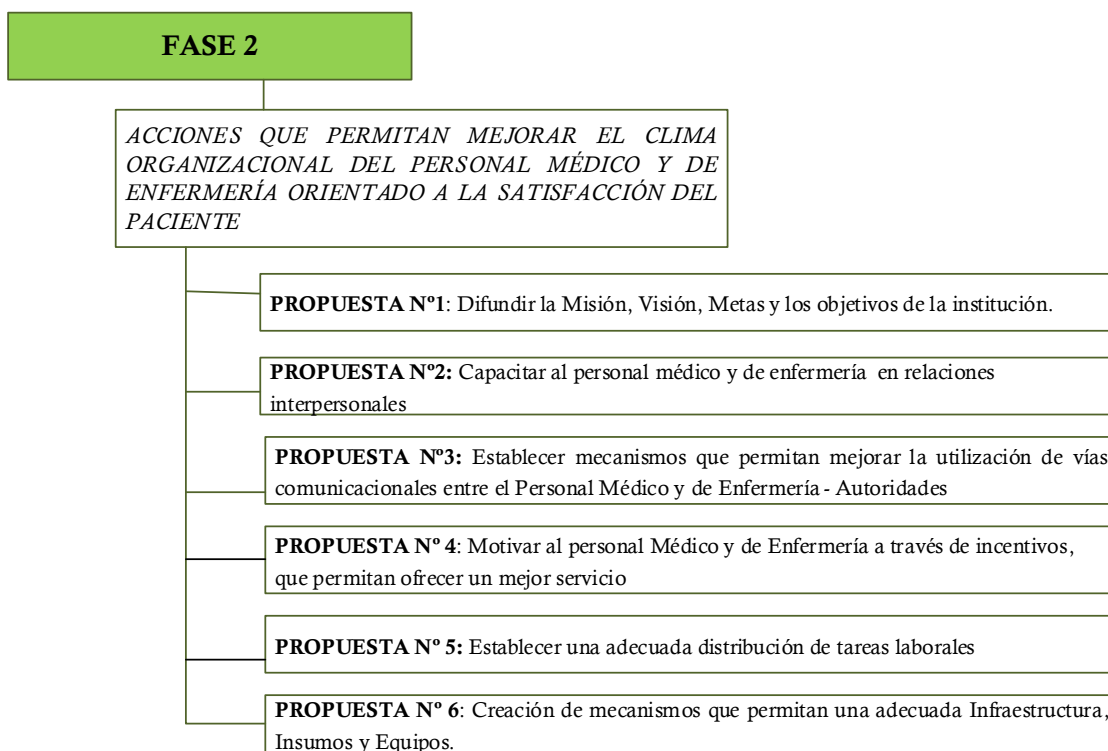 FASE 2
ACCIONES QUE PERMITAN MEJORAR EL CLIMA
ORGANIZACIONAL DEL PERSONAL MÉDICO Y DE
ENFERMERÍA ORIENTADO A LA SATISFACCIÓN DEL
PACIENTE
PROPUESTA Nº1: Difundir la Misión, Visión, Metas y los objetivos de la institución.
PROPUESTA Nº2: Capacitar al personal médico y de enfermería en relaciones
interpersonales
PROPUESTA Nº3: Establecer mecanismos que permitan mejorar la utilización de vías
comunicacionales entre el Personal Médico y de Enfermería - Autoridades
PROPUESTA Nº 4: Motivar al personal Médico y de Enfermería a través de incentivos,
que permitan ofrecer un mejor servicio
PROPUESTA Nº 5: Establecer una adecuada distribución de tareas laborales
PROPUESTA Nº 6: Creación de mecanismos que permitan una adecuada Infraestructura,
Insumos y Equipos.